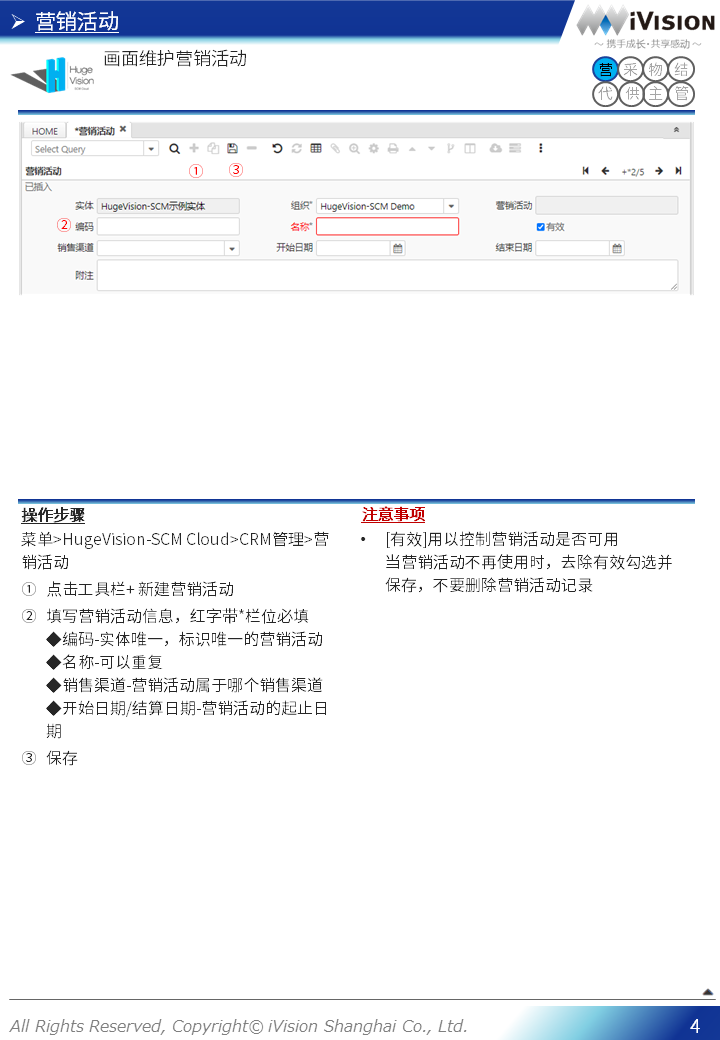 ➢ 营销活动
iVision
～ 携手成长·共享感动 ～
Huge
Vision
画面维护营销活动
营 采 物 结
代 供 主 管
HOME *营销活动 ×
Select Query
① ③
营销活动 +*2/5
已插入
实体 HugeVision-SCM示例实体 组织* HugeVision-SCM Demo 营销活动
② 编码 名称* 有效
销售渠道 开始日期 结束日期
附注
操作步骤
菜单>HugeVision-SCM Cloud>CRM管理>营
销活动
① 点击工具栏+ 新建营销活动
② 填写营销活动信息，红字带*栏位必填
◆编码-实体唯一，标识唯一的营销活动
◆名称-可以重复
◆销售渠道-营销活动属于哪个销售渠道
◆开始日期/结算日期-营销活动的起止日
期
③ 保存
注意事项
• [有效]用以控制营销活动是否可用
当营销活动不再使用时，去除有效勾选并
保存，不要删除营销活动记录
All Rights Reserved, Copyright© iVision Shanghai Co., Ltd.
4